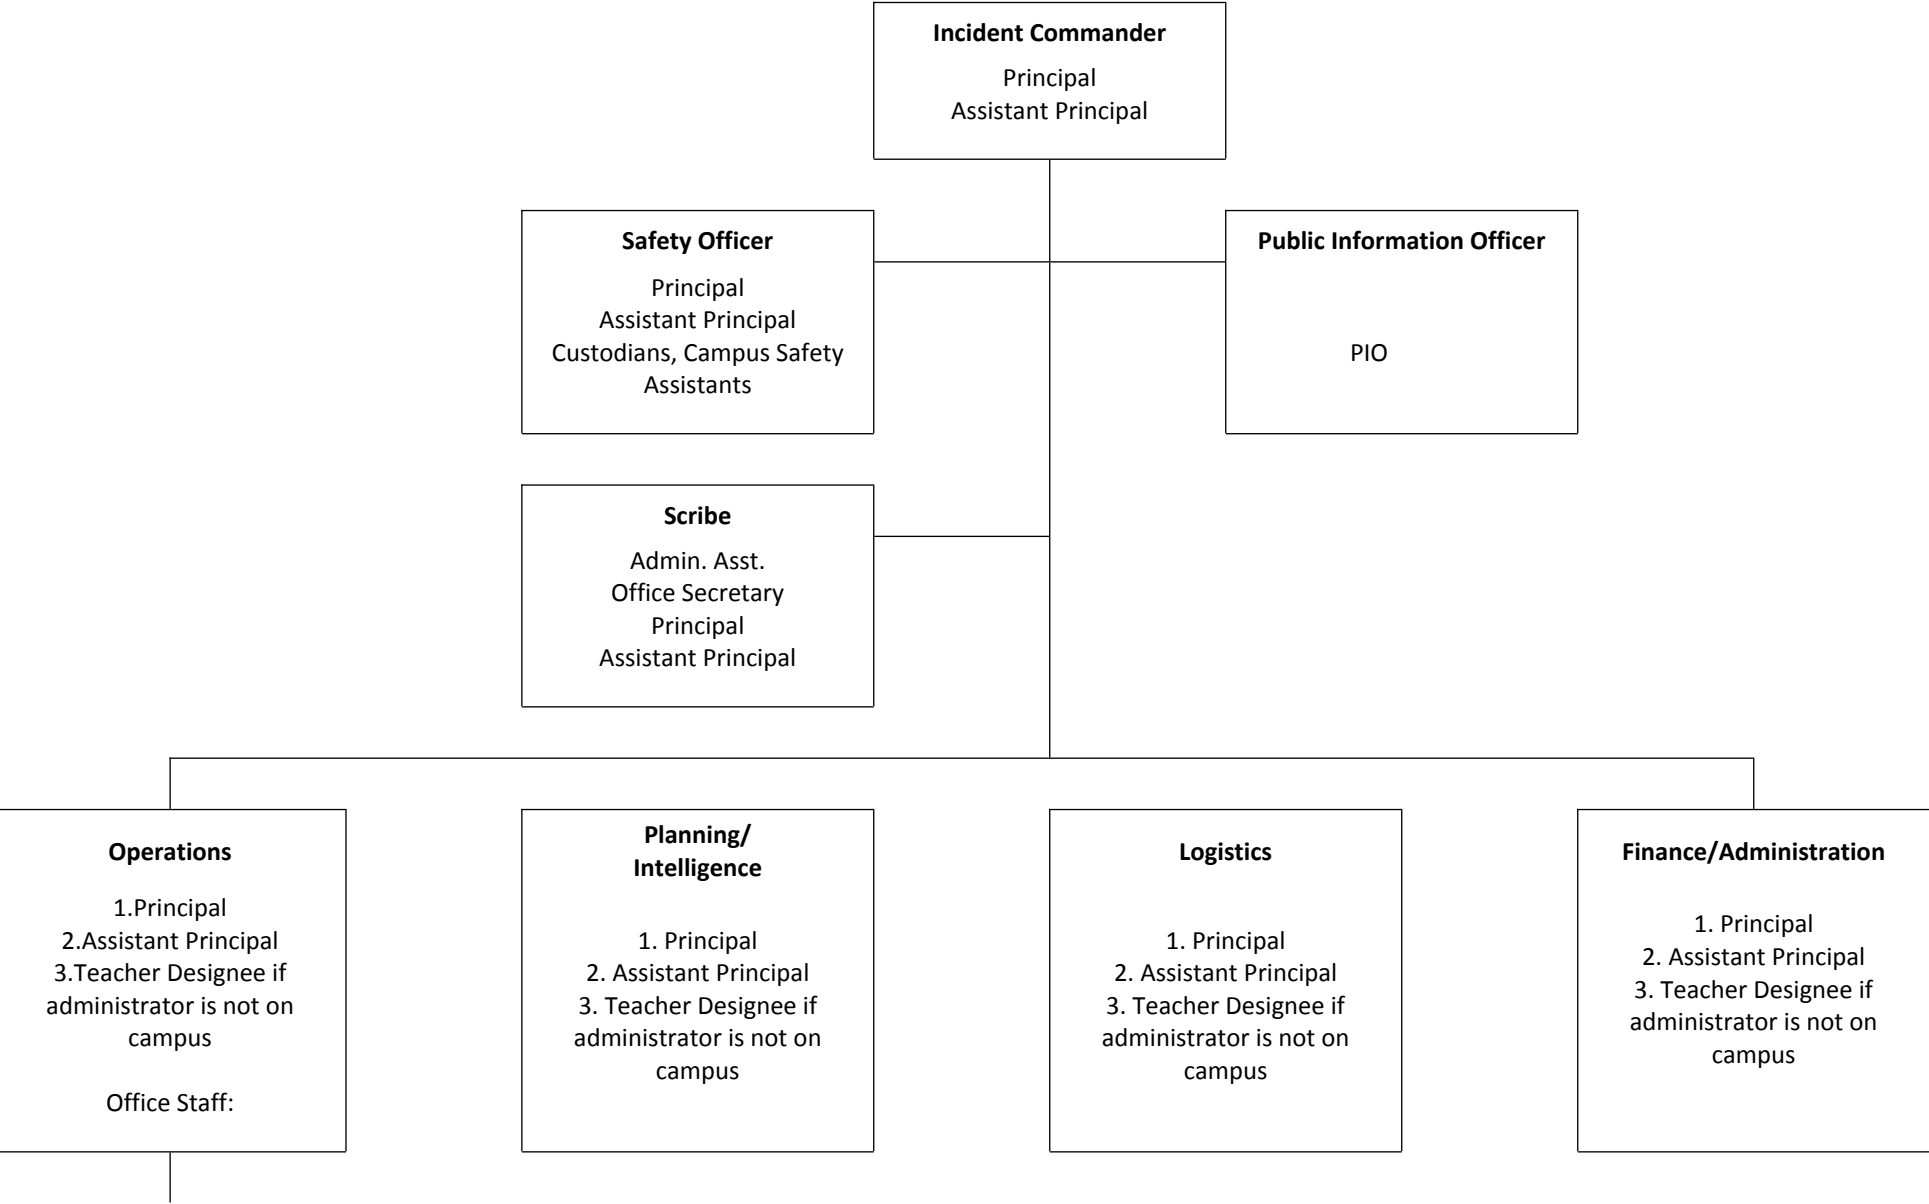 Incident Commander
Principal
Assistant Principal
Safety Officer
Principal
Assistant Principal
Custodians, Campus Safety
Assistants
Public Information Officer
PIO
Scribe
Admin. Asst.
Office Secretary
Principal
Assistant Principal
Operations
1.Principal
2.Assistant Principal
3.Teacher Designee if
administrator is not on
campus
Office Staff:
Planning/
Intelligence
1. Principal
2. Assistant Principal
3. Teacher Designee if
administrator is not on
campus
Logistics
1. Principal
2. Assistant Principal
3. Teacher Designee if
administrator is not on
campus
Finance/Administration
1. Principal
2. Assistant Principal
3. Teacher Designee if
administrator is not on
campus